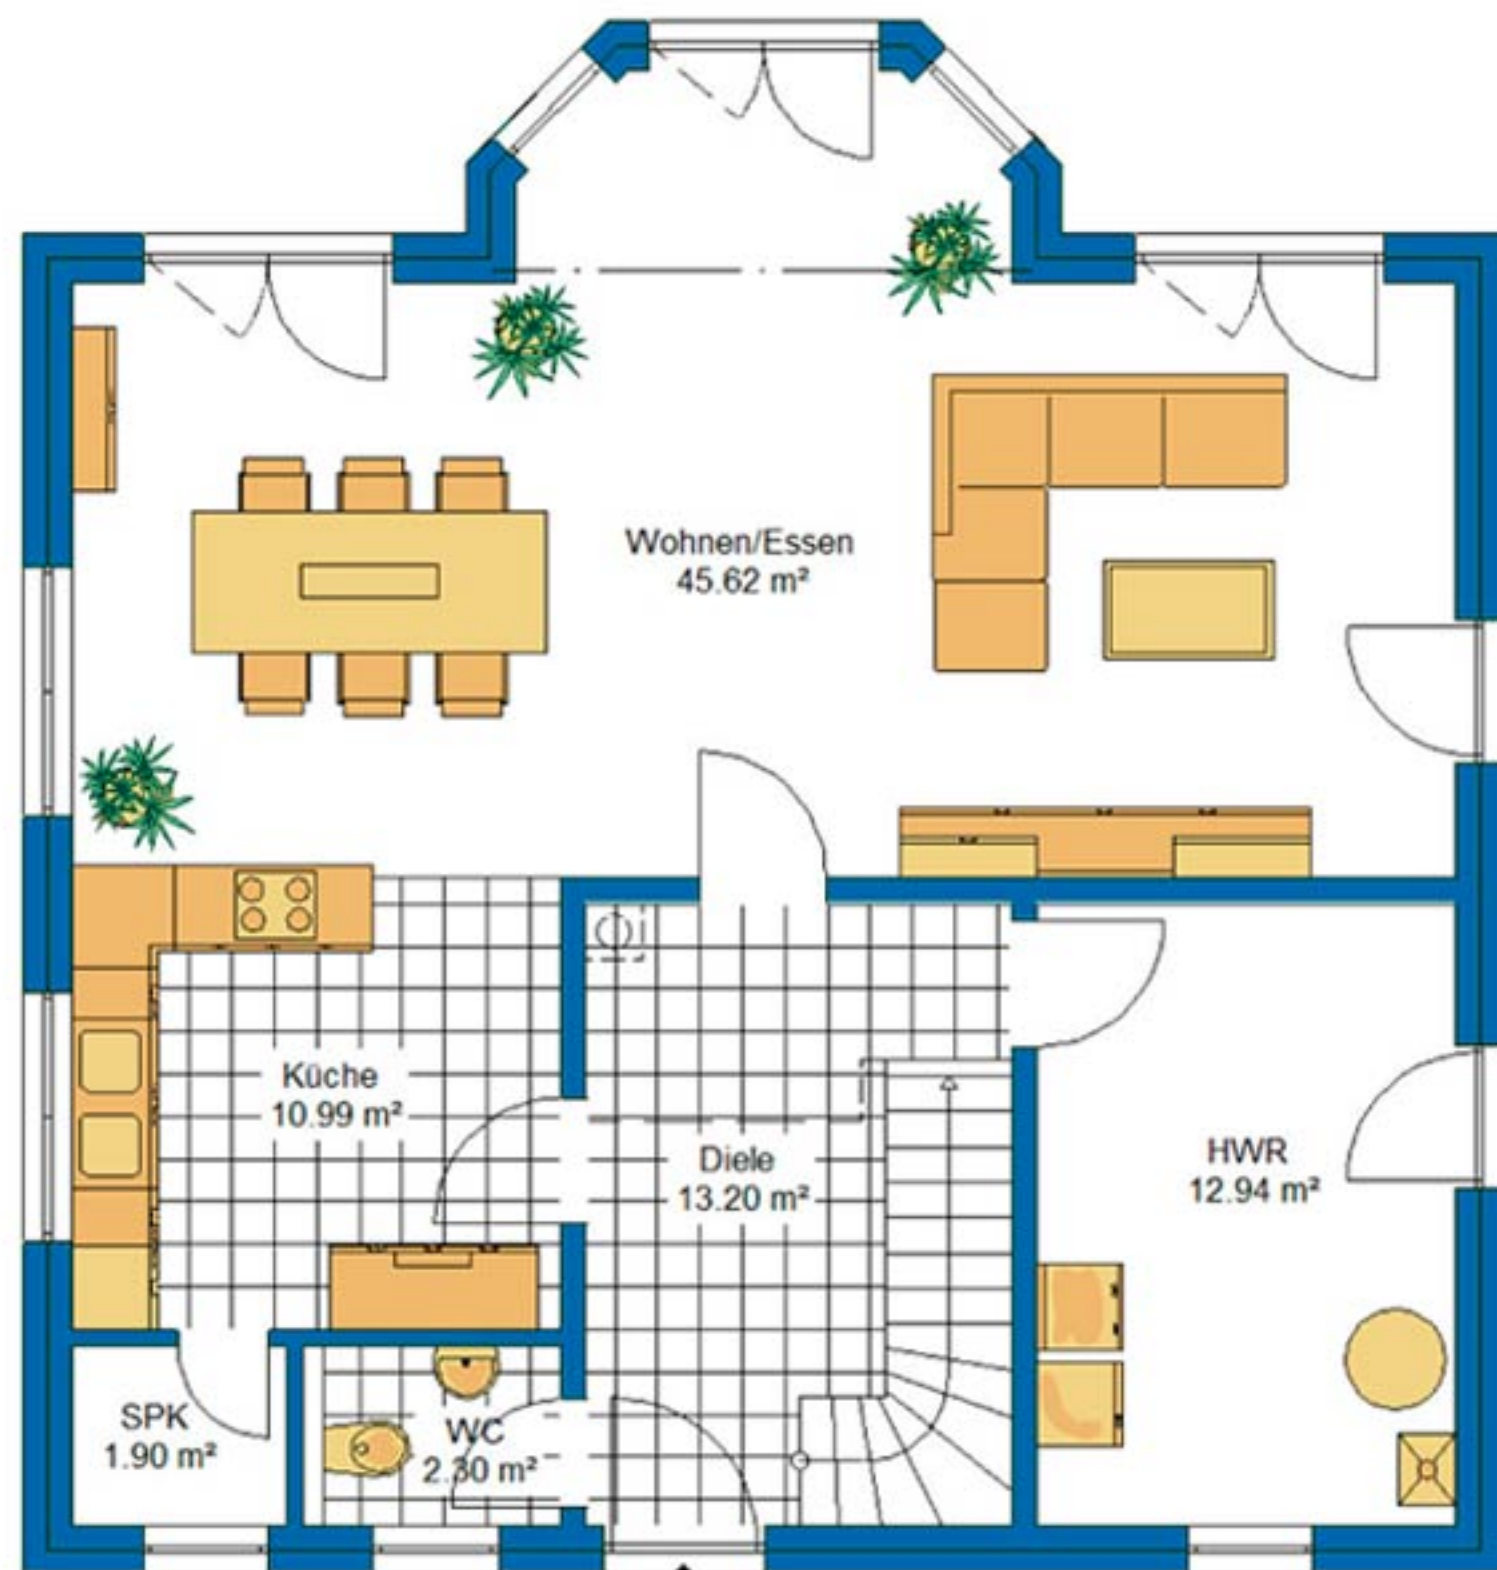 Wohnen/Essen
45.62 m²
Küche
10.99 m²
Diele
13.20 m²
HWR
12.94 m²
SPK
1.90 m²
WC
2.30 m²